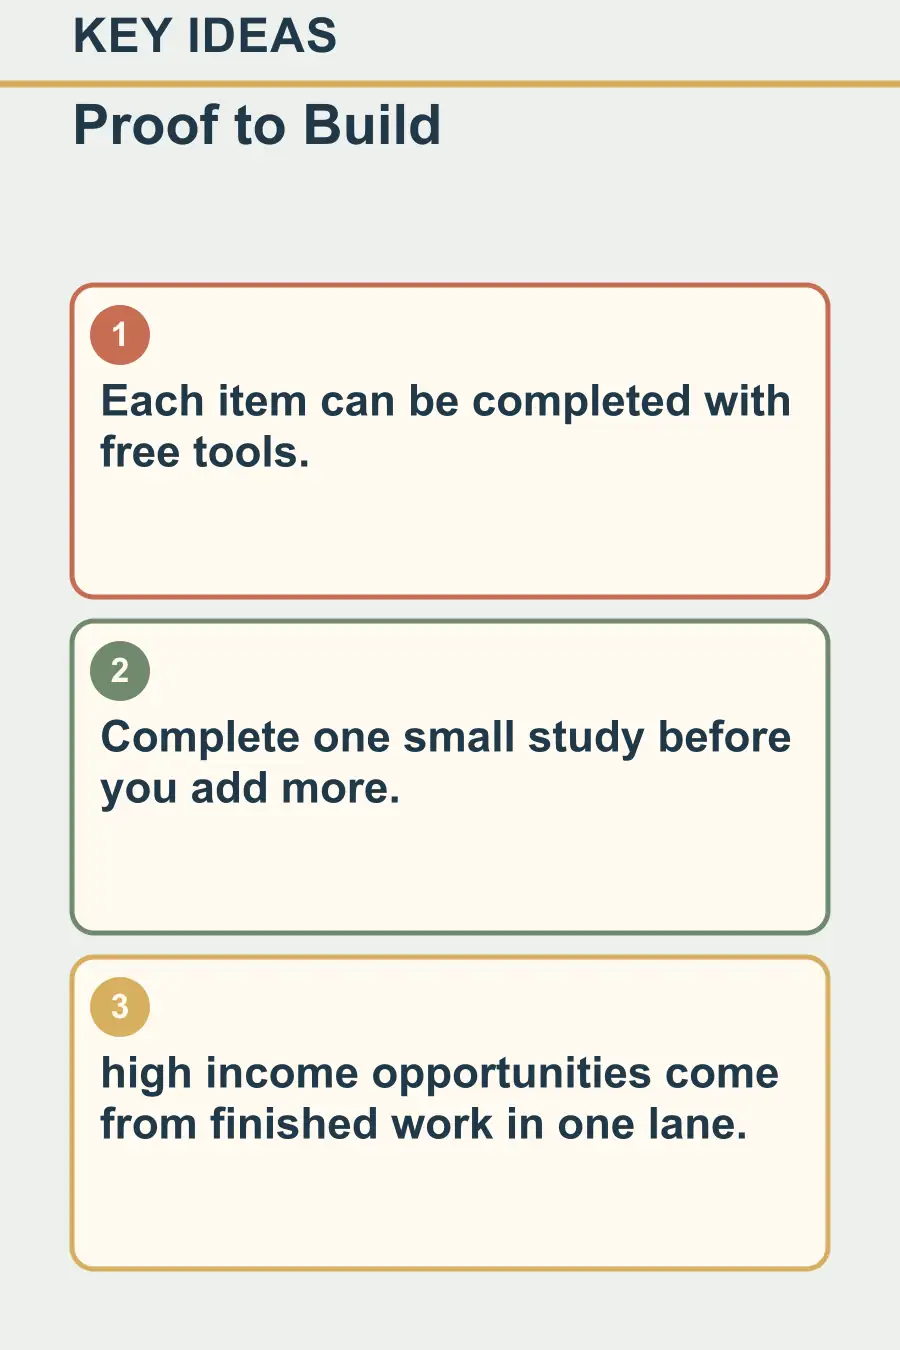 KEY IDEAS
Proof to Build
1
Each item can be completed with
free tools.
2
Complete one small study before
you add more.
3
high income opportunities come
from finished work in one lane.